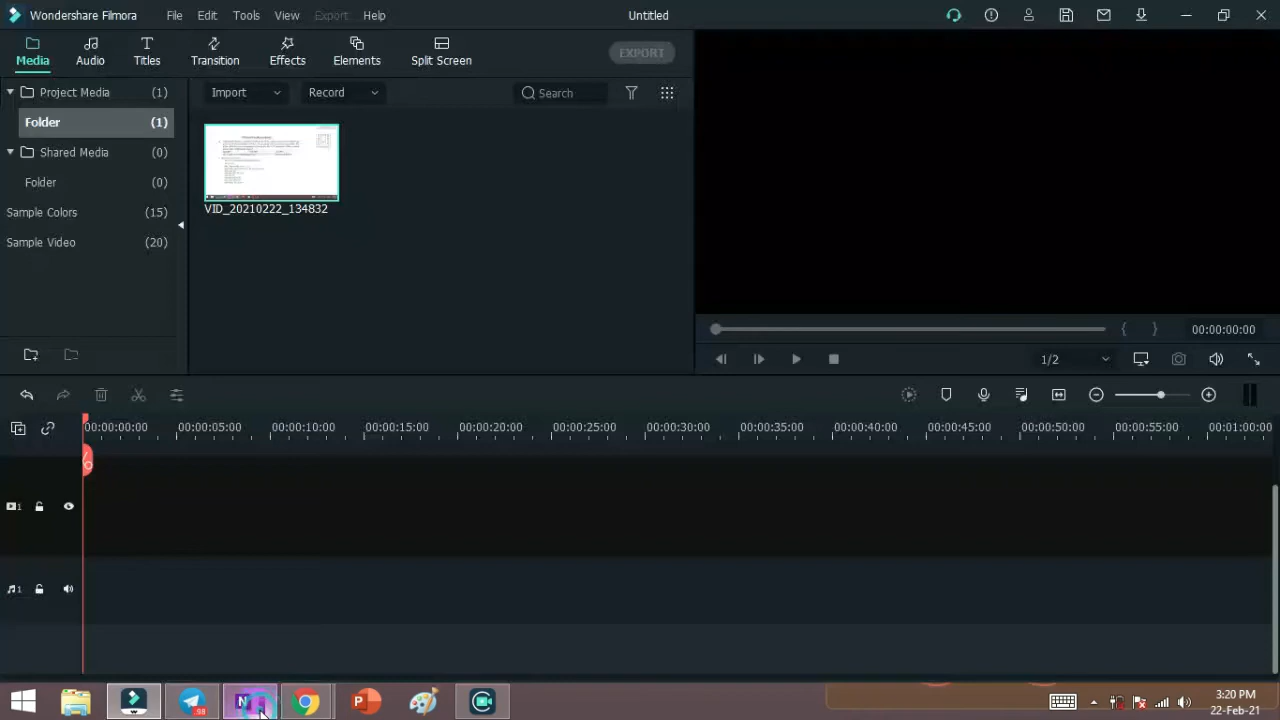 Wondershare Filmora File Edit Tools View Export Help Untitled
Media Audio Titles Transition Effects Elements Split Screen EXPORT
Project Media (1) Import Record Search
Folder (1)
Shared Media
Folder
Sample Colors (15)
VID_20210222_134832
Sample Video (20)
00:00:00:00
1/2
00:00:00:00 00:00:05:00 00:00:10:00 00:00:15:00 00:00:20:00 00:00:25:00 00:00:30:00 00:00:35:00 00:00:40:00 00:00:45:00 00:00:50:00 00:00:55:00 00:01:00:00
1
1
98 N P
3:20 PM
22-Feb-21